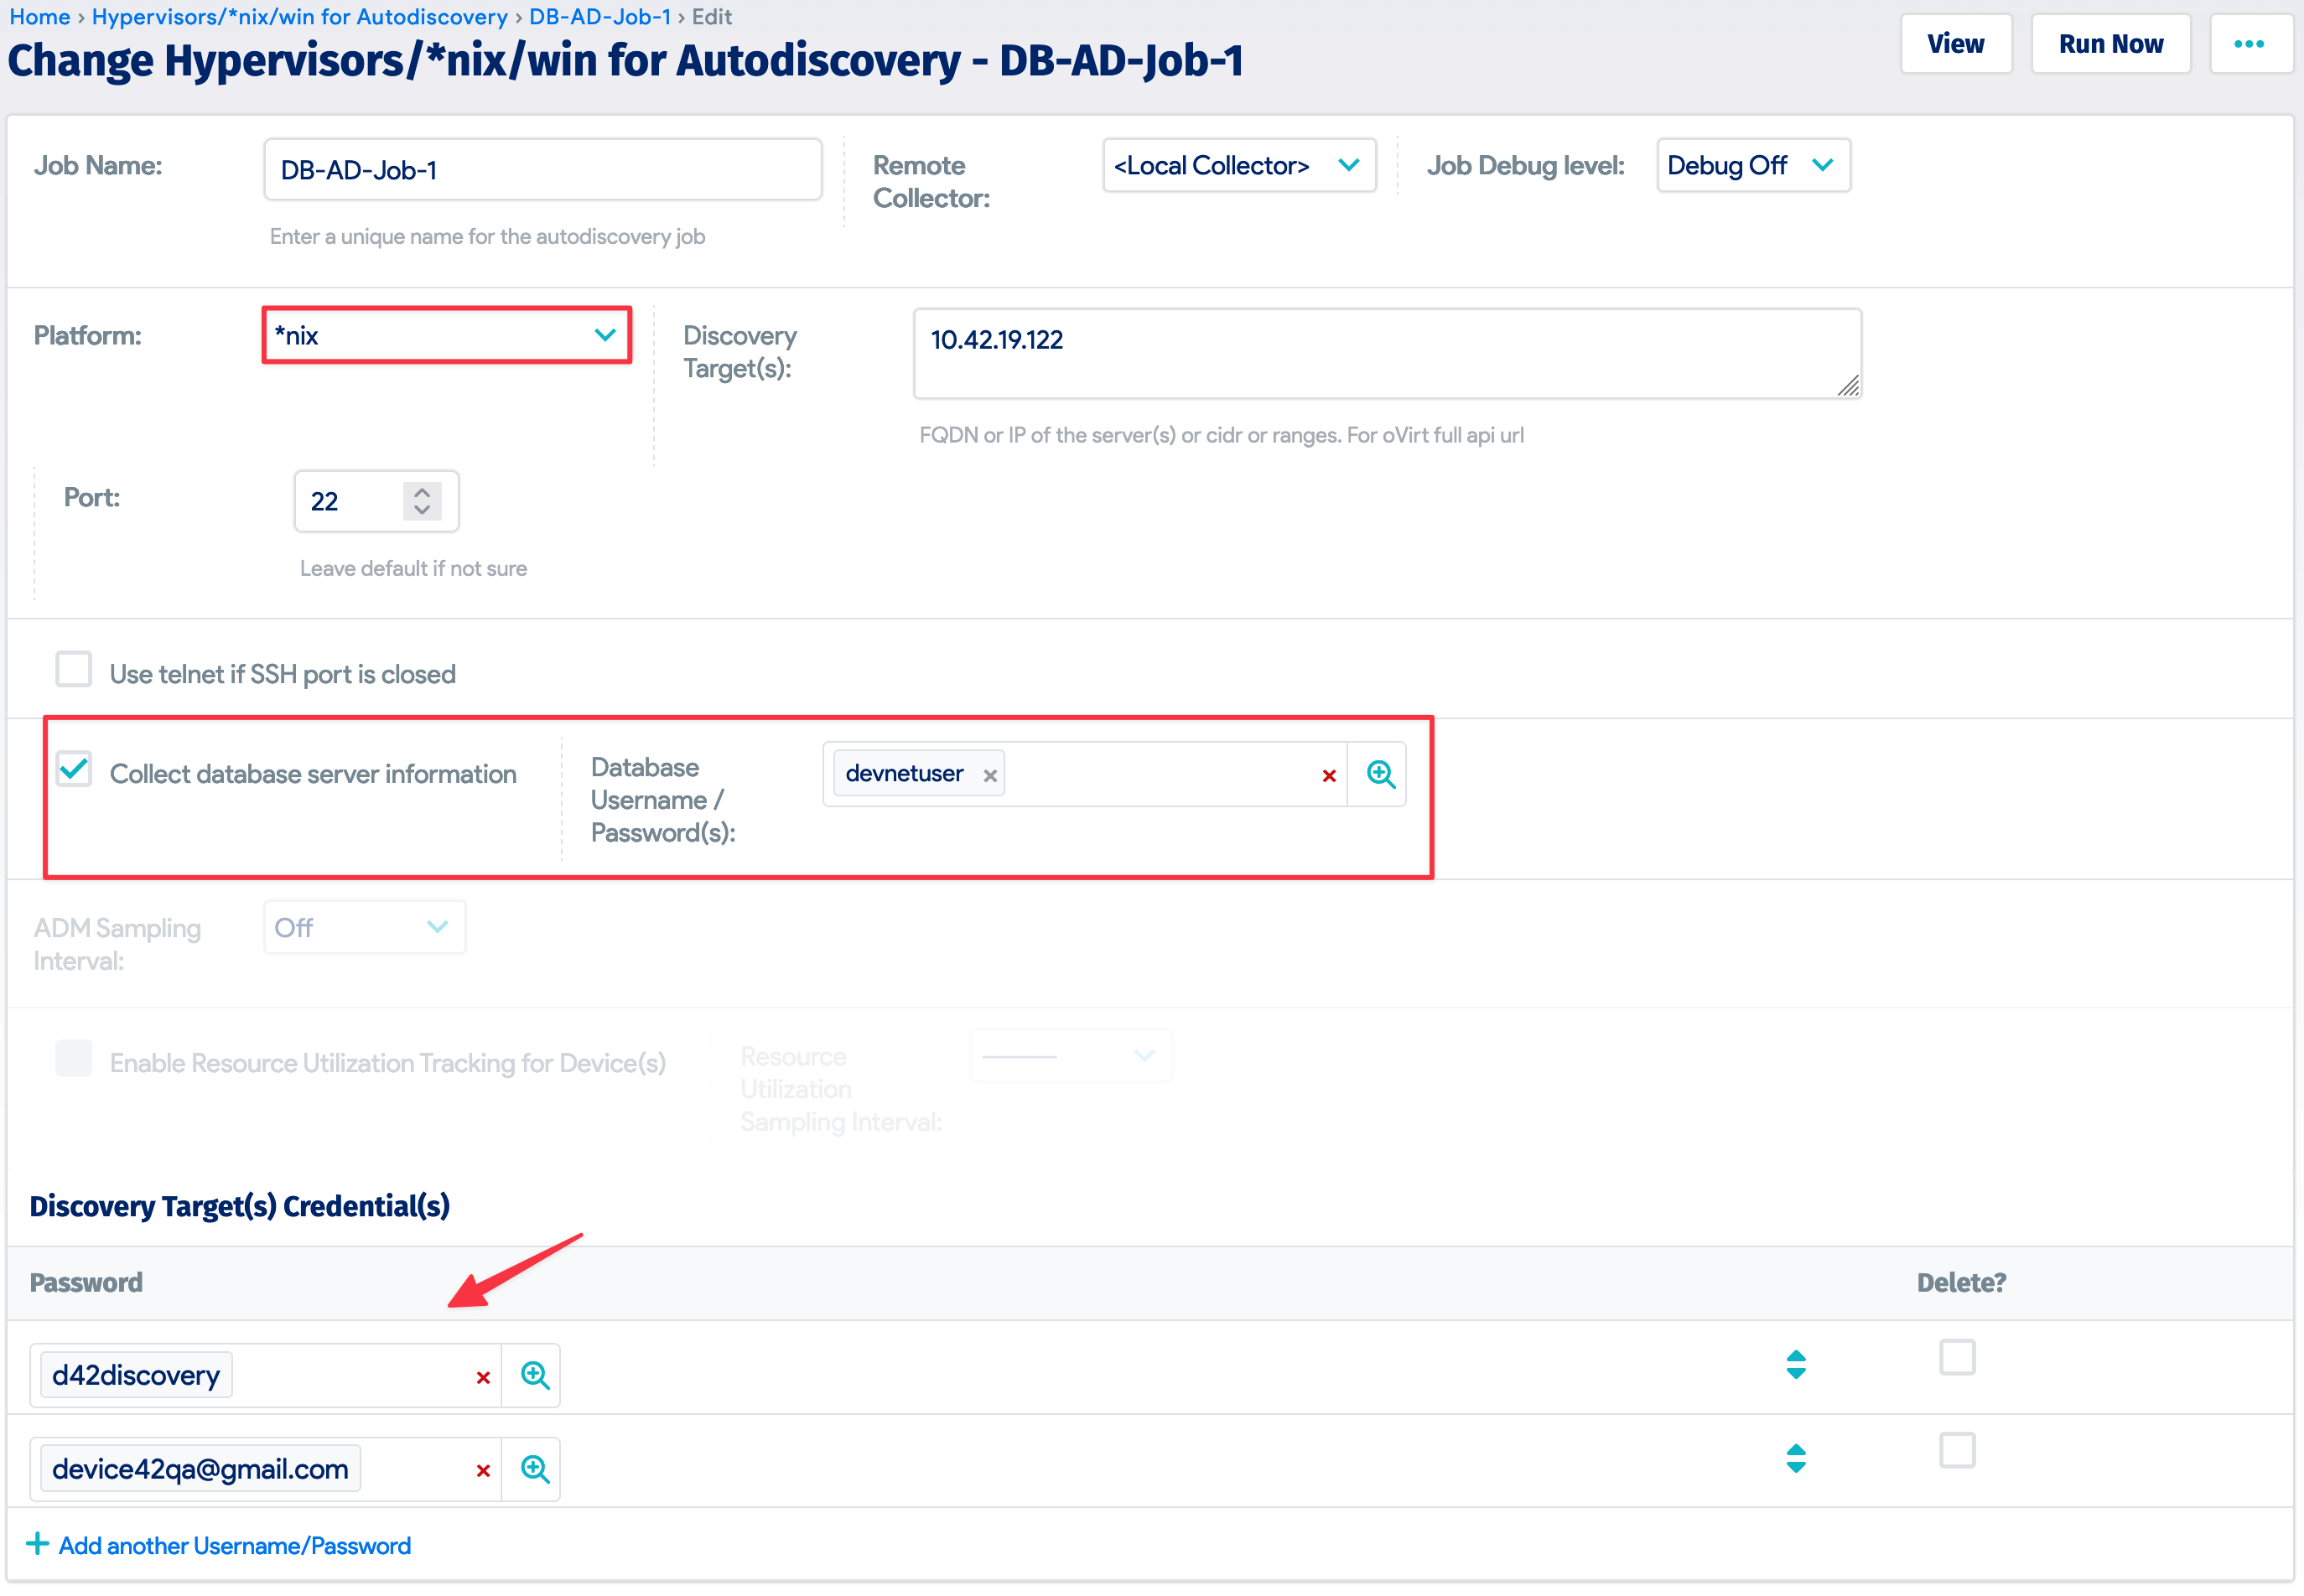 Home › Hypervisors/*nix/win for Autodiscovery › DB-AD-Job-1 › Edit
Change Hypervisors/*nix/win for Autodiscovery - DB-AD-Job-1
View
Run Now
Job Name:
DB-AD-Job-1
Enter a unique name for the autodiscovery job
Remote
Collector:
<Local Collector>
Job Debug level:
Debug Off
Platform:
*nix
Discovery
Target(s):
10.42.19.122
FQDN or IP of the server(s) or cidr or ranges. For oVirt full api url
Port:
22
Leave default if not sure
Use telnet if SSH port is closed
Collect database server information
Database
Username /
Password(s):
devnetuser
ADM Sampling
Interval:
Off
Enable Resource Utilization Tracking for Device(s)
Resource
Utilization
Sampling Interval:
Discovery Target(s) Credential(s)
Password
Delete?
d42discovery
device42qa@gmail.com
Add another Username/Password